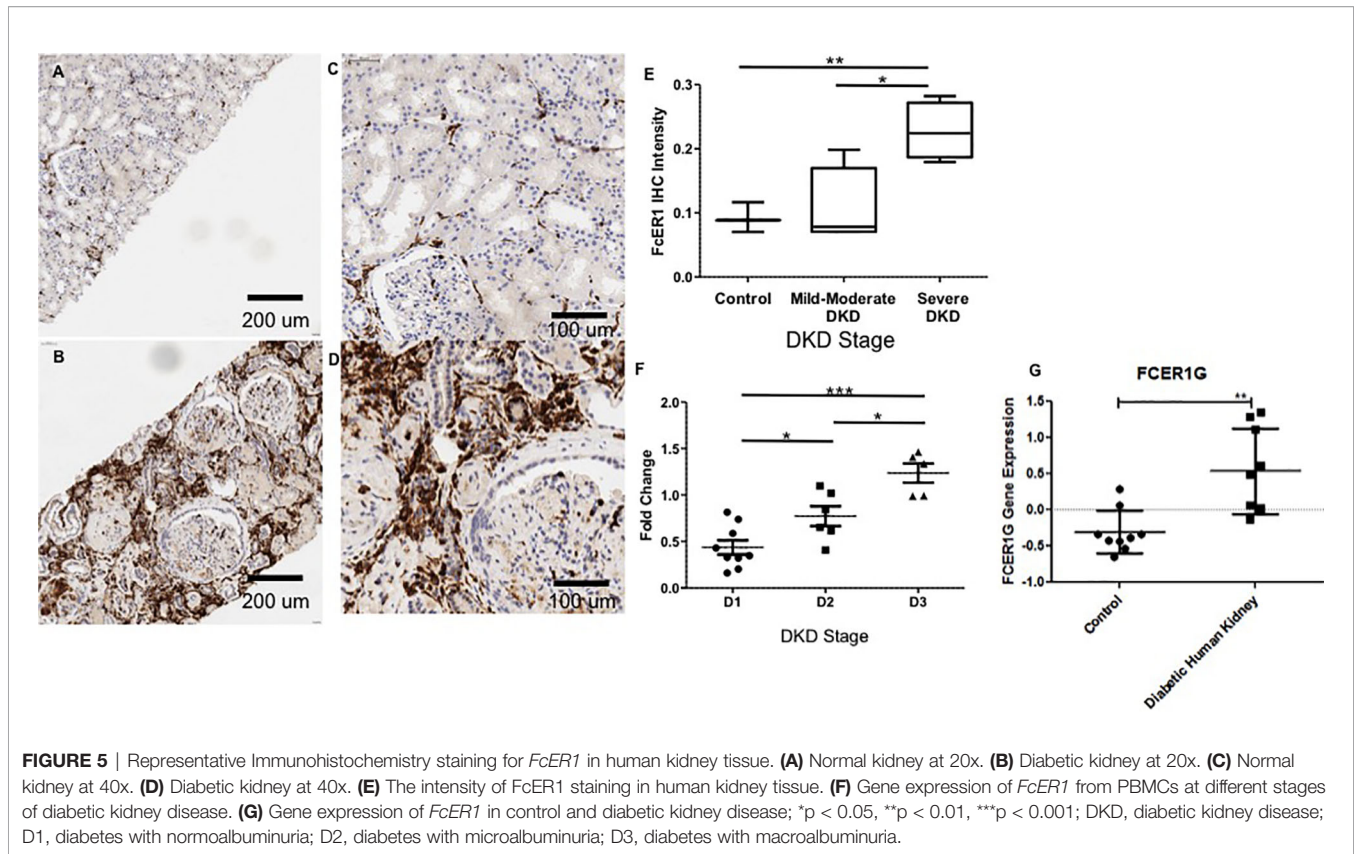 A
200 um
B
200 um
C
100 um
D
100 um
E
**
*
FcER1 IHC Intensity
0.3
0.2
0.1
0.0
Control
Mild-Moderate
DKD
Severe
DKD
DKD Stage
F
***
*
*
Fold Change
2.0
1.5
1.0
0.5
0.0
D1
D2
D3
DKD Stage
G
FCER1G
**
FCER1G Gene Expression
1.5
1.0
0.5
0.0
-0.5
-1.0
Control
Diabetic Human Kidney
FIGURE 5 | Representative Immunohistochemistry staining for FcER1 in human kidney tissue. (A) Normal kidney at 20x. (B) Diabetic kidney at 20x. (C) Normal
kidney at 40x. (D) Diabetic kidney at 40x. (E) The intensity of FcER1 staining in human kidney tissue. (F) Gene expression of FcER1 from PBMCs at different stages
of diabetic kidney disease. (G) Gene expression of FcER1 in control and diabetic kidney disease; *p < 0.05, **p < 0.01, ***p < 0.001; DKD, diabetic kidney disease;
D1, diabetes with normoalbuminuria; D2, diabetes with microalbuminuria; D3, diabetes with macroalbuminuria.